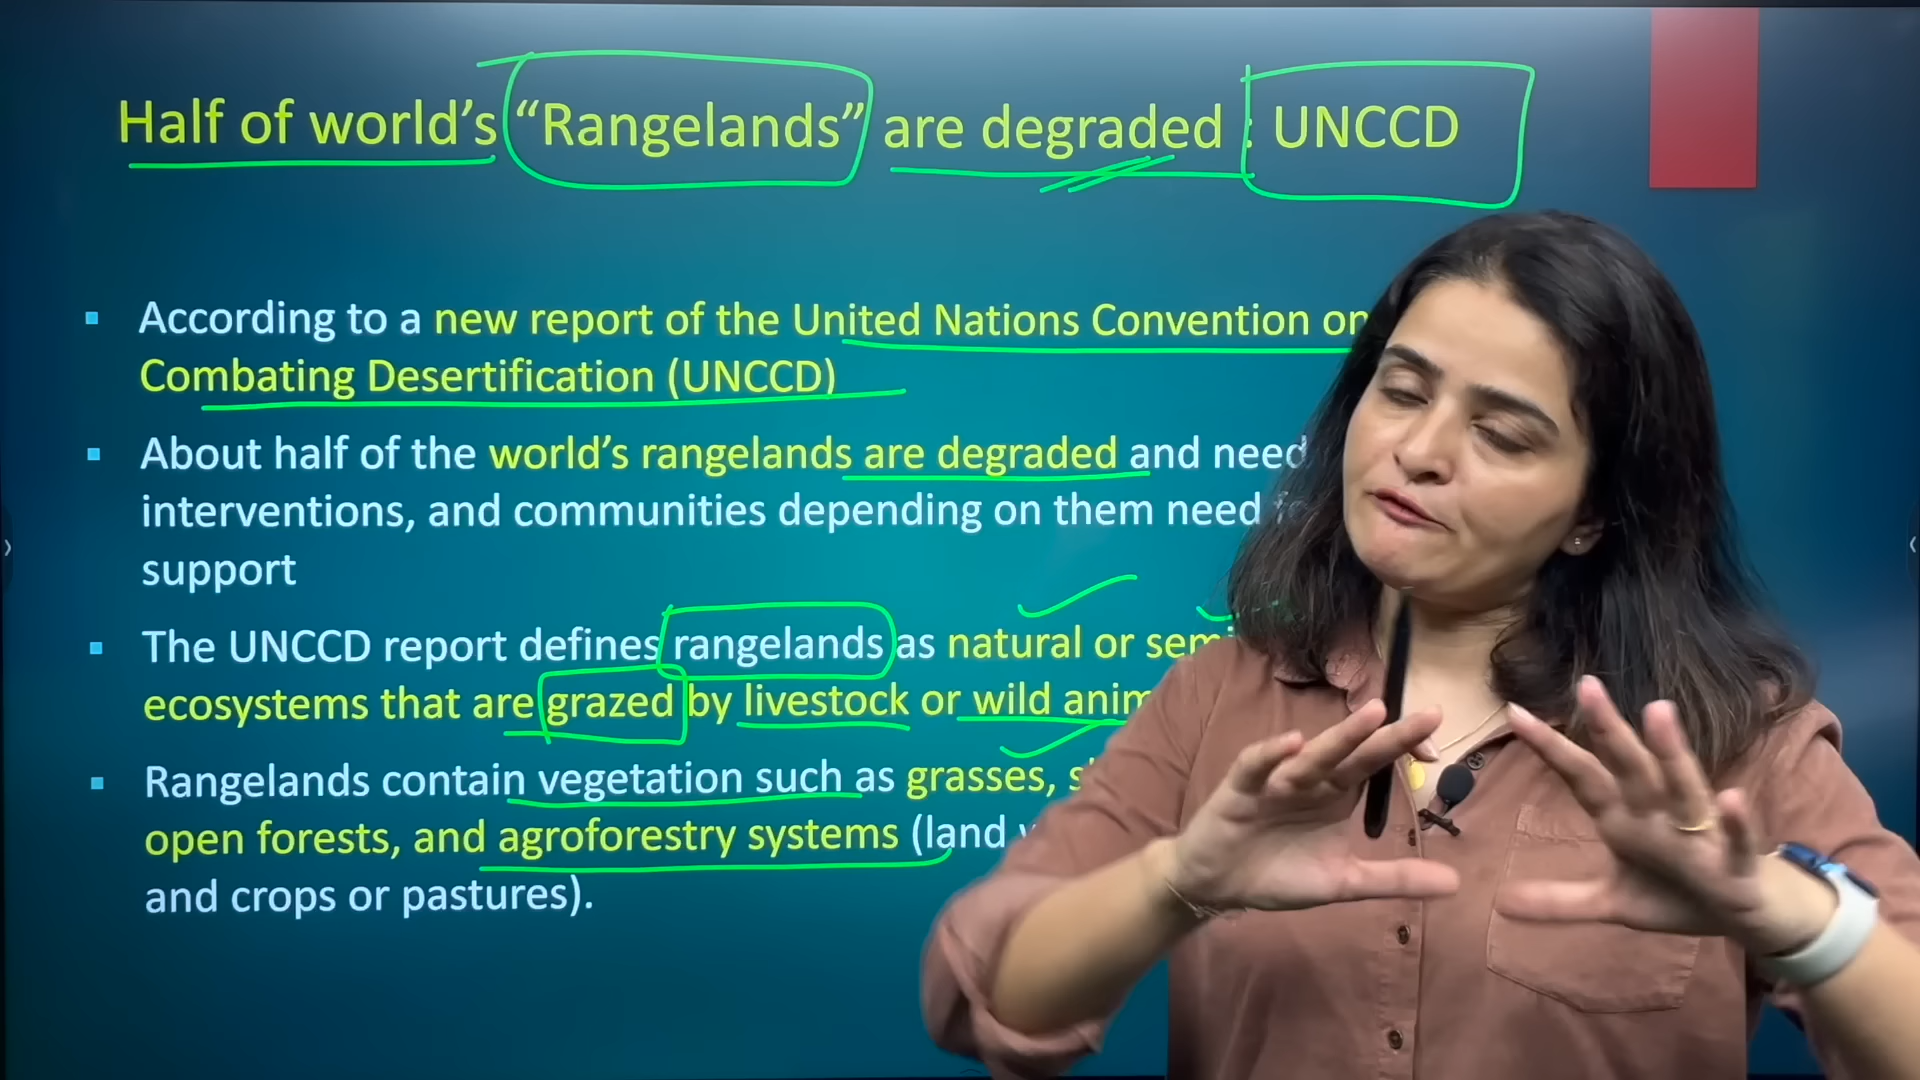 Half of world’s “Rangelands” are degraded : UNCCD
According to a new report of the United Nations Convention on
Combating Desertification (UNCCD)
About half of the world’s rangelands are degraded and need
interventions, and communities depending on them need
support
The UNCCD report defines rangelands as natural or
ecosystems that are grazed by livestock or wild
Rangelands contain vegetation such as grasses,
open forests, and agroforestry systems (land
and crops or pastures).